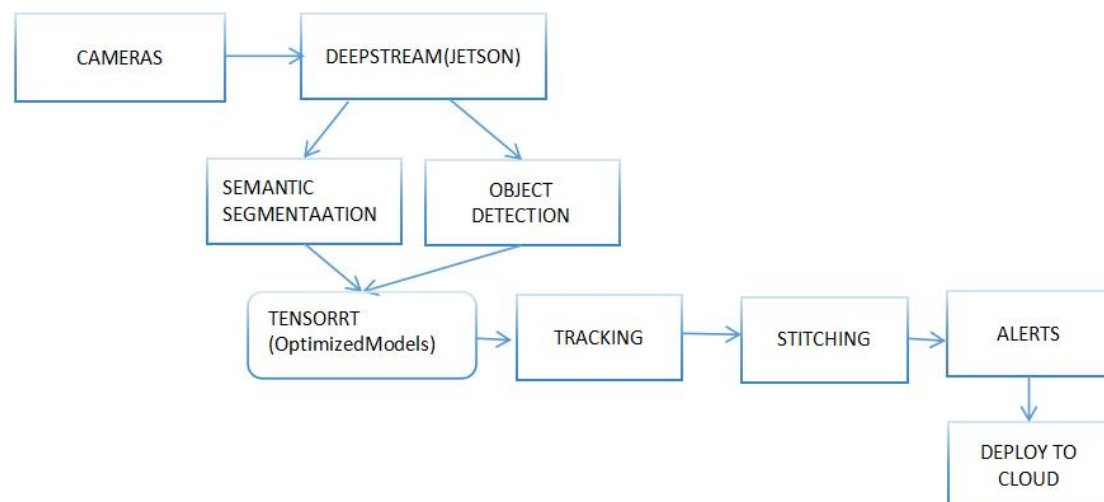 CAMERAS
DEEPSTREAM(JETSON)
SEMANTIC
SEGMENTAATION
OBJECT
DETECTION
TENSORRT
(OptimizedModels)
TRACKING
STITCHING
ALERTS
DEPLOY TO
CLOUD